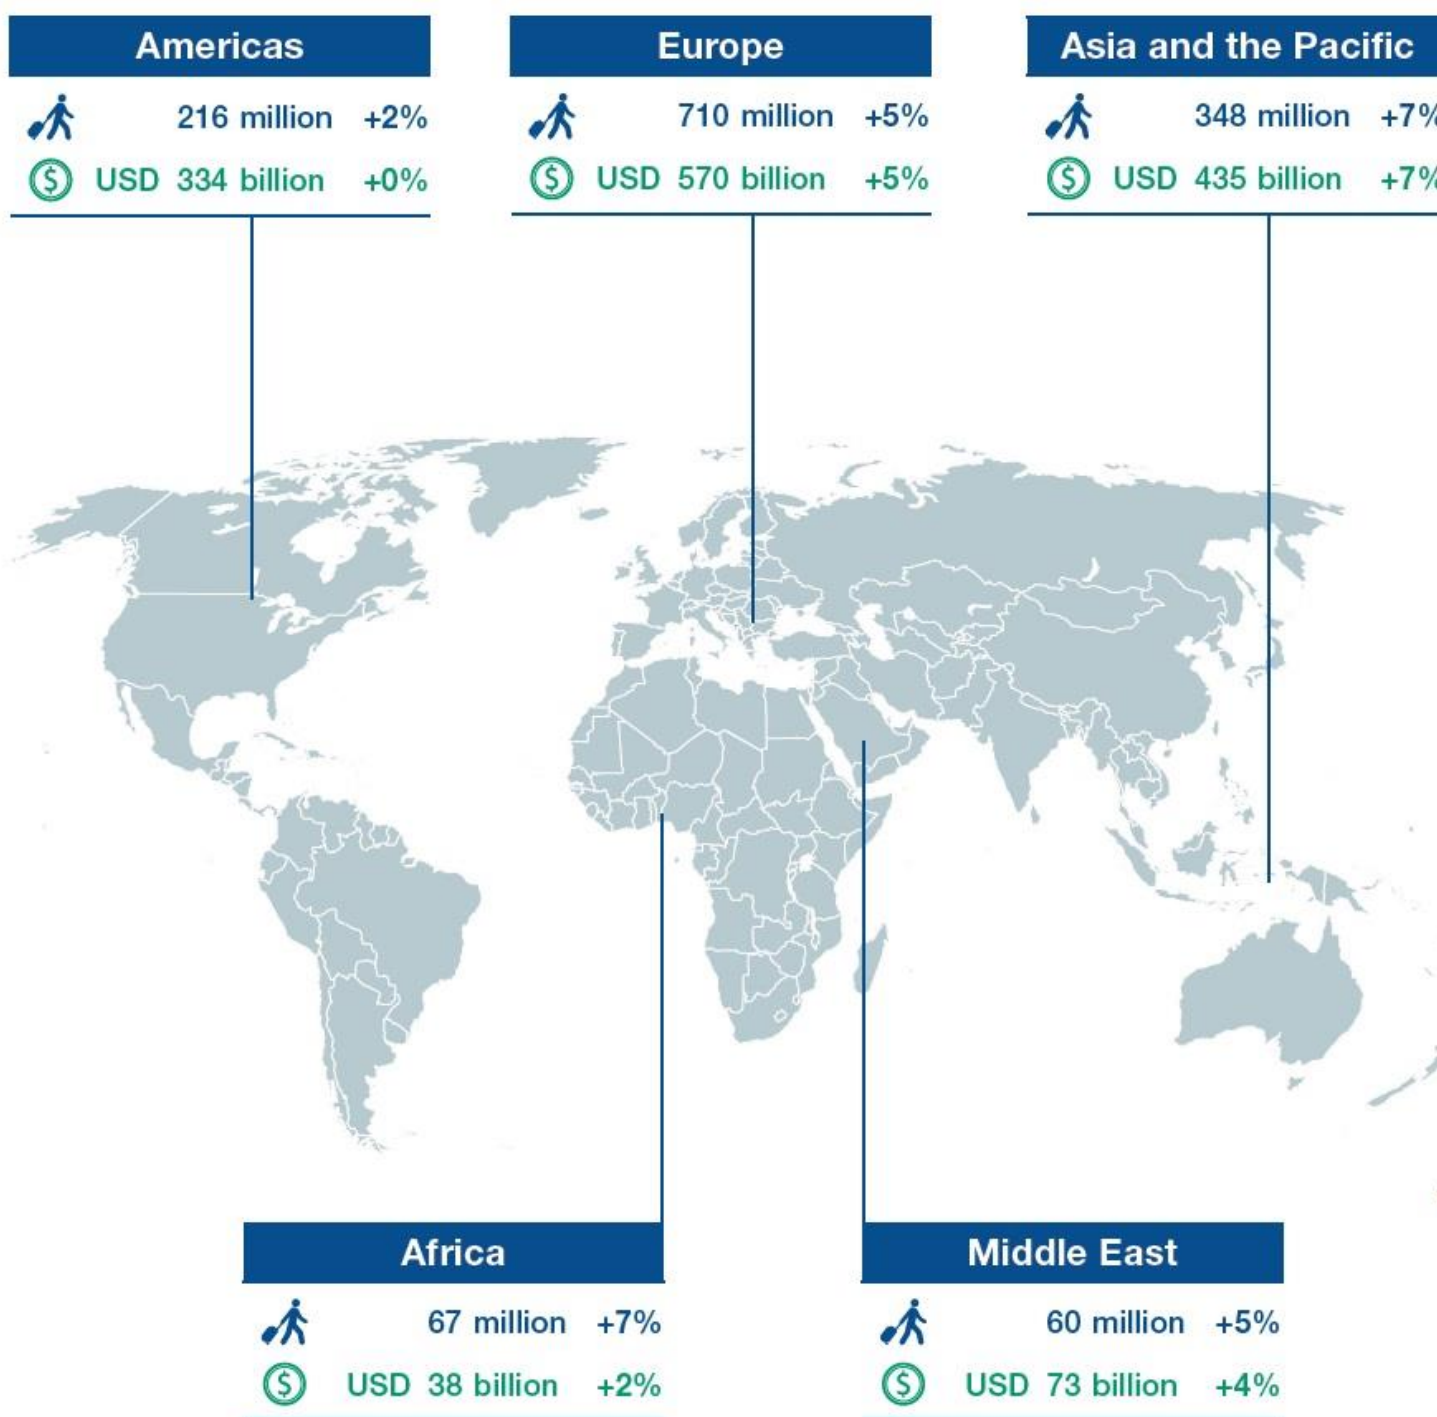 Americas
216 million +2%
USD 334 billion +0%
Europe
710 million +5%
USD 570 billion +5%
Asia and the Pacific
348 million +7%
USD 435 billion +7%
Africa
67 million +7%
USD 38 billion +2%
Middle East
60 million +5%
USD 73 billion +4%